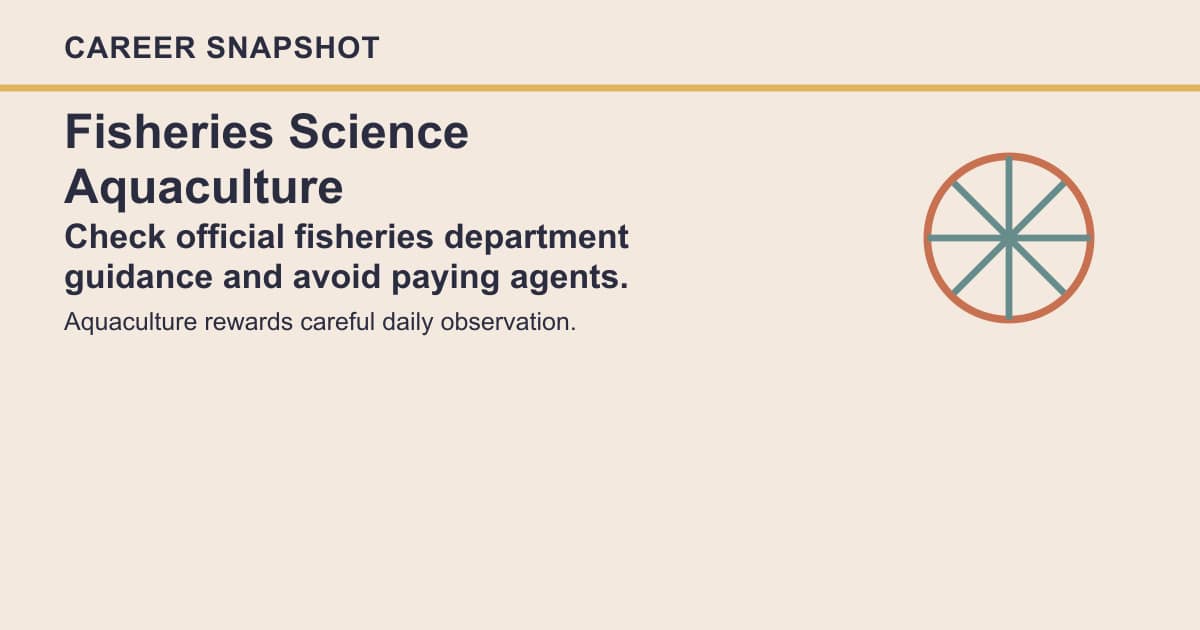 CAREER SNAPSHOT
Fisheries Science
Aquaculture
Check official fisheries department
guidance and avoid paying agents.
Aquaculture rewards careful daily observation.